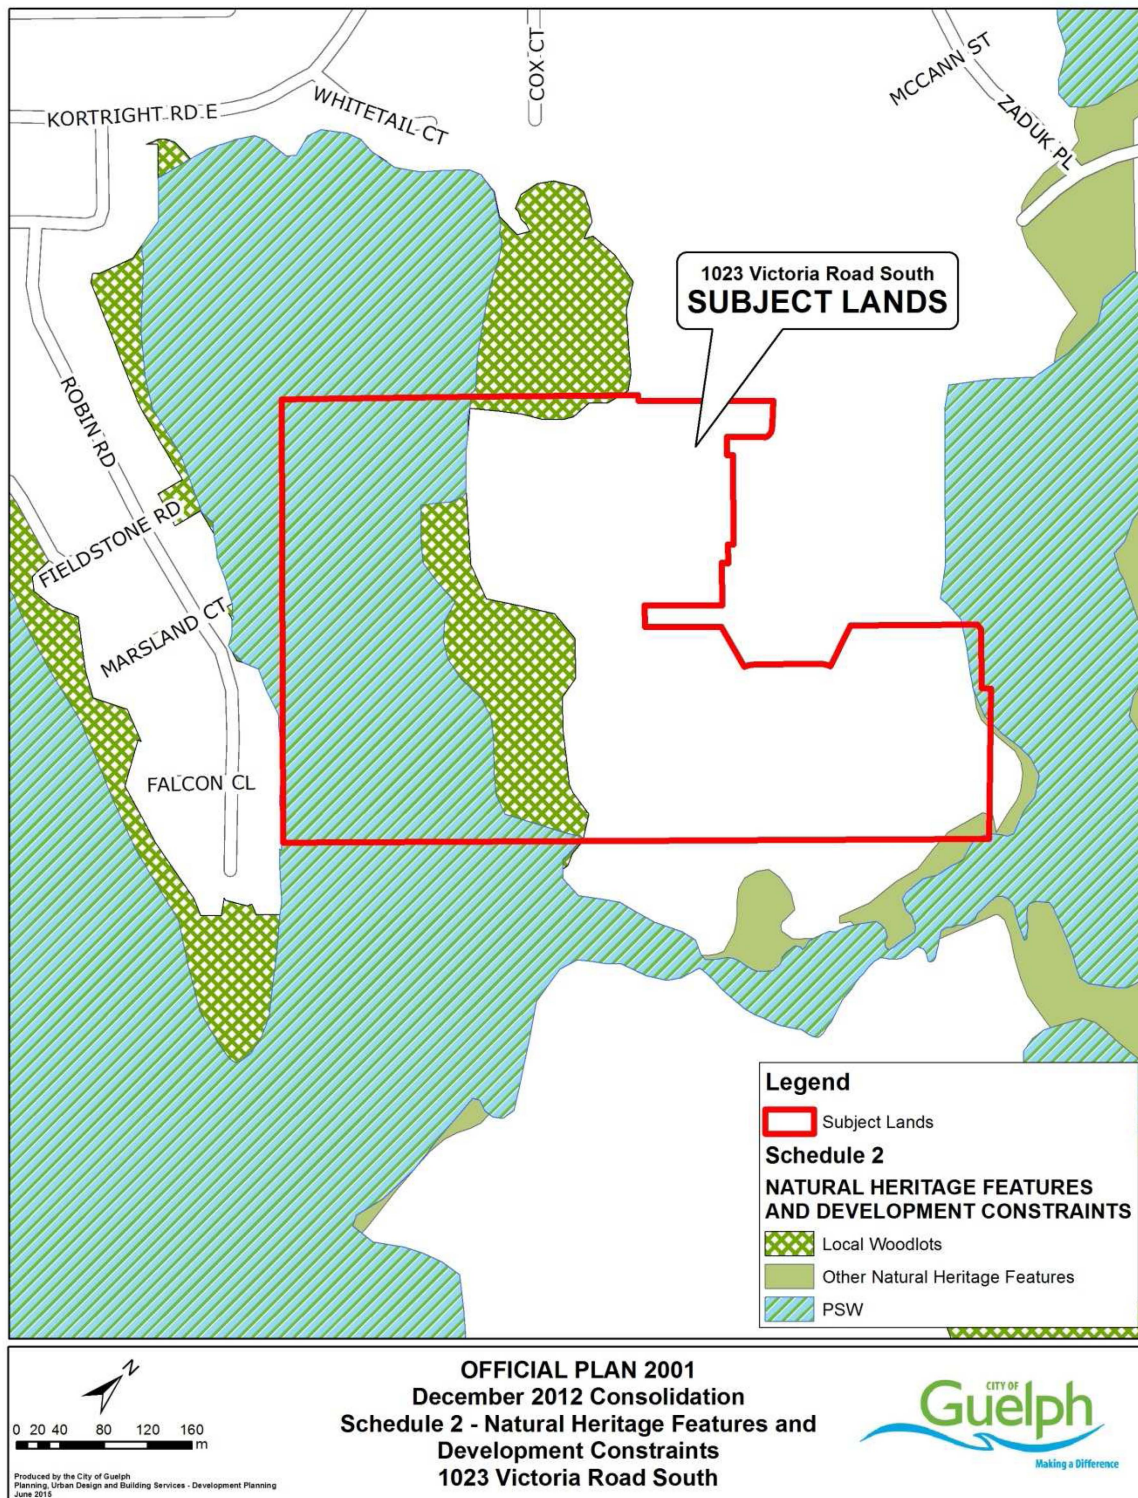 KORTRIGHT RD E
WHITETAIL CT
COX CT
MCCANN ST
ZADUK PL
1023 Victoria Road South
SUBJECT LANDS
ROBIN RD
FIELDSTONE RD
MARSLAND CT
FALCON CL
Legend
Subject Lands
Schedule 2
NATURAL HERITAGE FEATURES
AND DEVELOPMENT CONSTRAINTS
Local Woodlots
Other Natural Heritage Features
PSW
N
0 20 40 80 120 160
m
Produced by the City of Guelph
Planning, Urban Design and Building Services - Development Planning
June 2015
OFFICIAL PLAN 2001
December 2012 Consolidation
Schedule 2 - Natural Heritage Features and
Development Constraints
1023 Victoria Road South
CITY OF
Guelph
Making a Difference